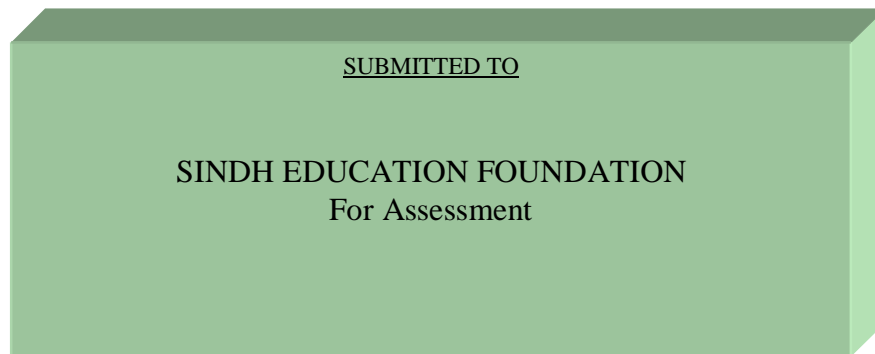 SUBMITTED TO
SINDH EDUCATION FOUNDATION
For Assessment